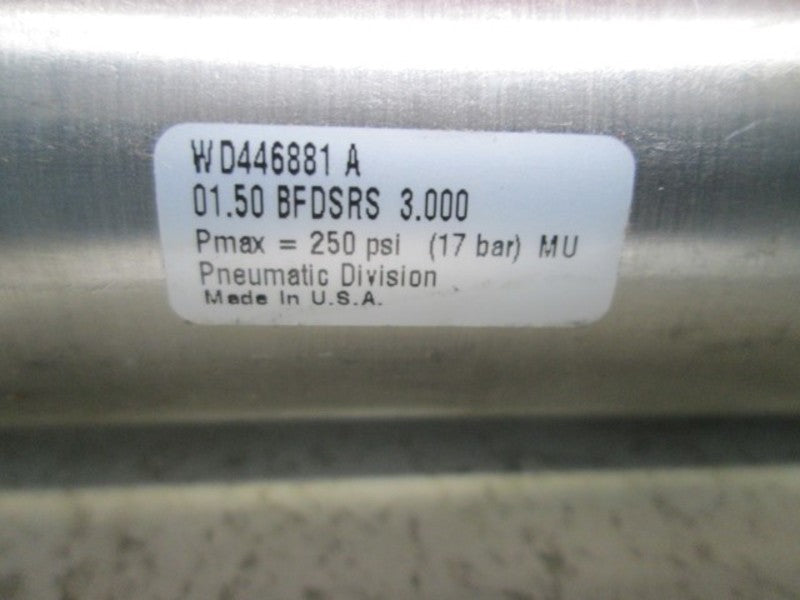 WD446881 A
01.50 BFDSRS 3.000
Pmax = 250 psi (17 bar) MU
Pneumatic Division
Made In U.S.A.